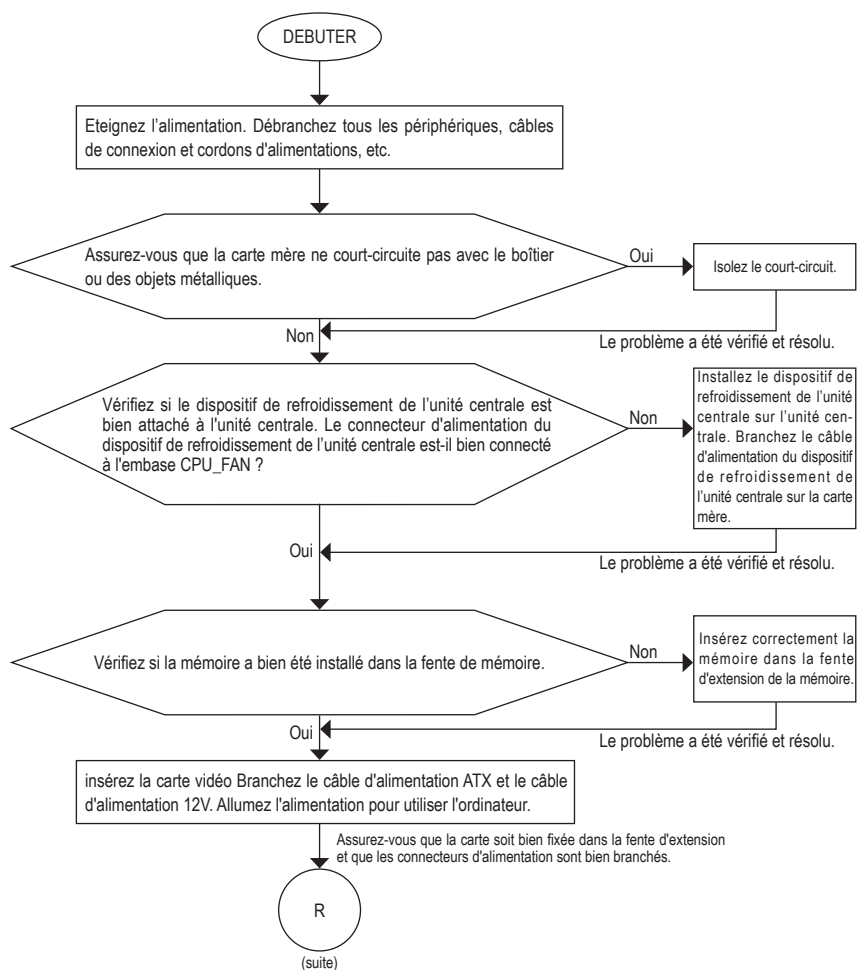 DEBUTER
Eteignez l’alimentation. Débranchez tous les périphériques, câbles
de connexion et cordons d'alimentations, etc.
Assurez-vous que la carte mère ne court-circuite pas avec le boîtier
ou des objets métalliques.
Oui
Isolez le court-circuit.
Non
Le problème a été vérifié et résolu.
Vérifiez si le dispositif de refroidissement de l’unité centrale est
bien attaché à l'unité centrale. Le connecteur d'alimentation du
dispositif de refroidissement de l’unité centrale est-il bien connecté
à l'embase CPU_FAN ?
Non
Installez le dispositif de
refroidissement de l’unité
centrale sur l’unité cen-
trale. Branchez le câble
d'alimentation du dispositif
de refroidissement de
l’unité centrale sur la carte
mère.
Oui
Le problème a été vérifié et résolu.
Vérifiez si la mémoire a bien été installé dans la fente de mémoire.
Non
Insérez correctement la
mémoire dans la fente
d'extension de la mémoire.
Oui
Le problème a été vérifié et résolu.
insérez la carte vidéo Branchez le câble d'alimentation ATX et le câble
d'alimentation 12V. Allumez l'alimentation pour utiliser l'ordinateur.
Assurez-vous que la carte soit bien fixée dans la fente d'extension
et que les connecteurs d'alimentation sont bien branchés.
R
(suite)